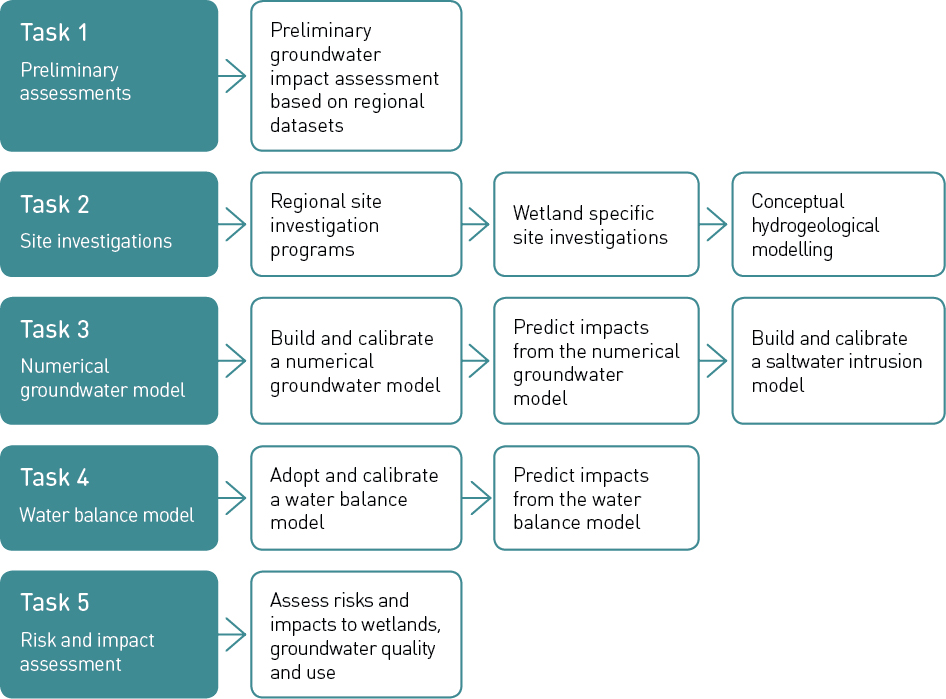 Task 1
Preliminary
assessments
Preliminary
groundwater
impact assessment
based on regional
datasets
Task 2
Site investigations
Regional site
investigation
programs
Wetland specific
site investigations
Conceptual
hydrogeological
modelling
Task 3
Numerical
groundwater model
Build and calibrate
a numerical
groundwater model
Predict impacts
from the numerical
groundwater
model
Build and calibrate
a saltwater intrusion
model
Task 4
Water balance model
Adopt and calibrate
a water balance
model
Predict impacts
from the water
balance model
Task 5
Risk and impact
assessment
Assess risks and
impacts to wetlands,
groundwater quality
and use